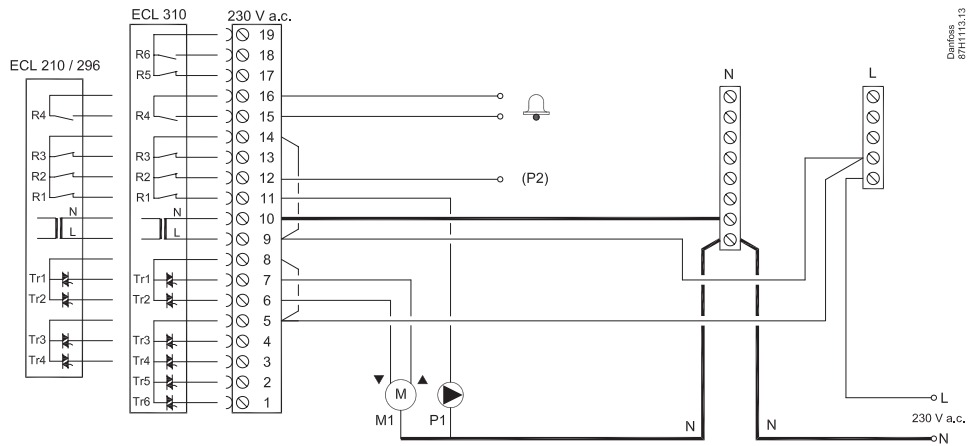 ECL 310
230 V a.c.
Danfoss
87H1113.13
ECL 210 / 296
19
R6
18
R5
17
N
L
16
R4
R4
15
14
R3
R3
13
R2
R2
12
(P2)
R1
R1
11
N
N
10
L
L
9
8
Tr1
Tr1
7
Tr2
Tr2
6
5
Tr3
Tr3
4
Tr4
Tr4
3
Tr5
2
Tr6
1
M
L
M1
P1
N
N
230 V a.c.
N